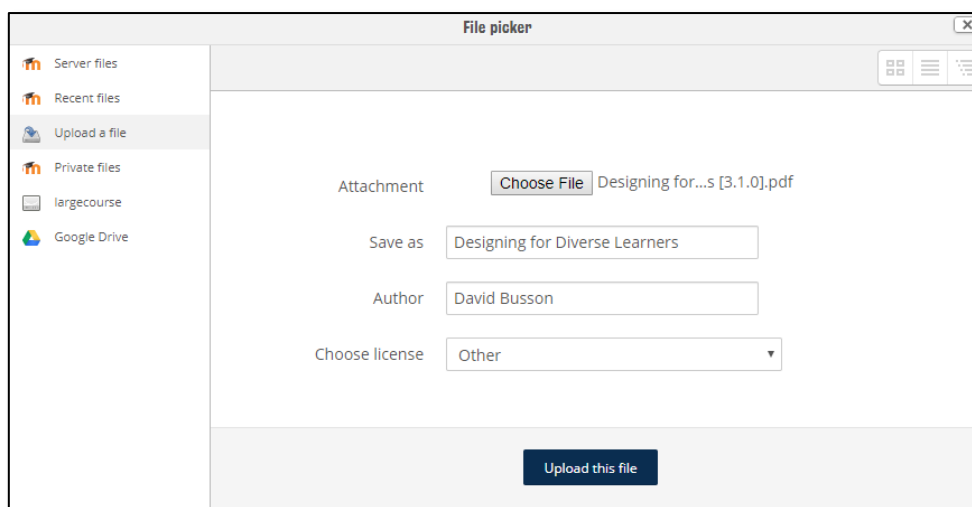 File picker
Server files
Recent files
Upload a file
Private files
largecourse
Google Drive
Attachment
Choose File Designing for...s [3.1.0].pdf
Save as
Designing for Diverse Learners
Author
David Busson
Choose license
Other
Upload this file